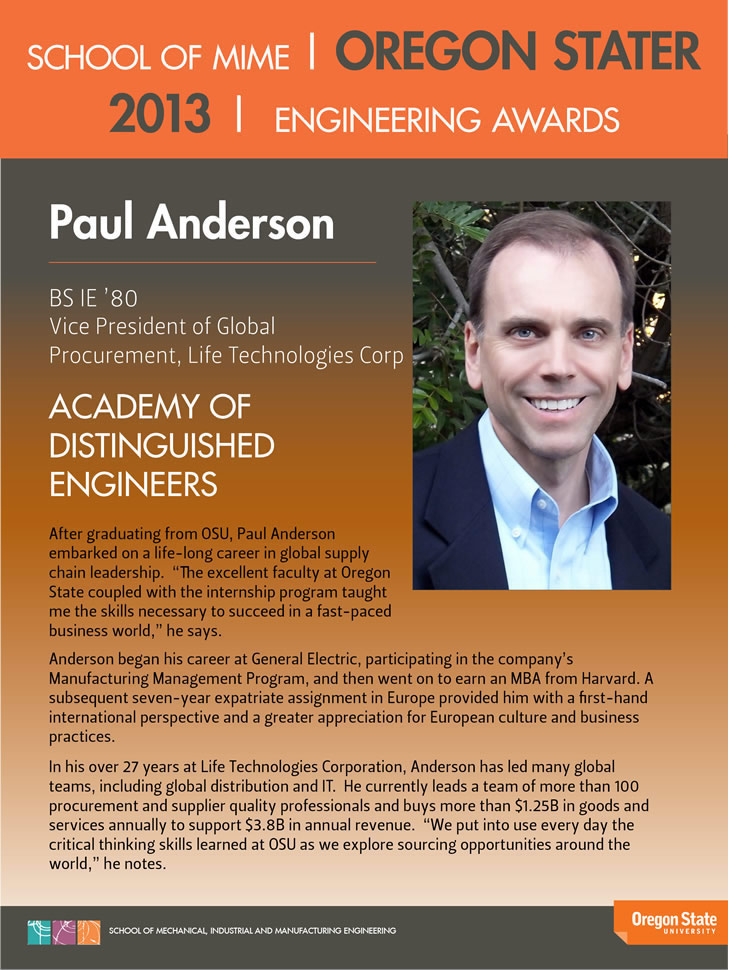 SCHOOL OF MIME | OREGON STATER
2013 | ENGINEERING AWARDS
Paul Anderson
BS IE ’80
Vice President of Global
Procurement, Life Technologies Corp
ACADEMY OF
DISTINGUISHED
ENGINEERS
After graduating from OSU, Paul Anderson
embarked on a life-long career in global supply
chain leadership.  “The excellent faculty at Oregon
State coupled with the internship program taught
me the skills necessary to succeed in a fast-paced
business world,” he says.
Anderson began his career at General Electric, participating in the company’s
Manufacturing Management Program, and then went on to earn an MBA from Harvard. A
subsequent seven-year expatriate assignment in Europe provided him with a first-hand
international perspective and a greater appreciation for European culture and business
practices.
In his over 27 years at Life Technologies Corporation, Anderson has led many global
teams, including global distribution and IT.  He currently leads a team of more than 100
procurement and supplier quality professionals and buys more than $1.25B in goods and
services annually to support $3.8B in annual revenue.  “We put into use every day the
critical thinking skills learned at OSU as we explore sourcing opportunities around the
world,” he notes.
SCHOOL OF MECHANICAL, INDUSTRIAL AND MANUFACTURING ENGINEERING
Oregon State
UNIVERSITY